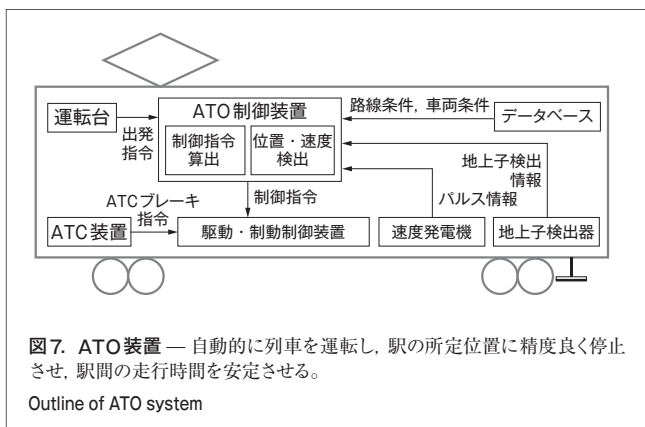 運転台
出発
指令
ATO制御装置
制御指令
算出
位置・速度
検出
路線条件，車両条件
データベース
地上子検出
情報
パルス情報
制御指令
ATCブレーキ
指令
ATC装置
駆動・制動制御装置
速度発電機
地上子検出器
図7. ATO装置 — 自動的に列車を運転し，駅の所定位置に精度良く停止
させ，駅間の走行時間を安定させる。
Outline of ATO system